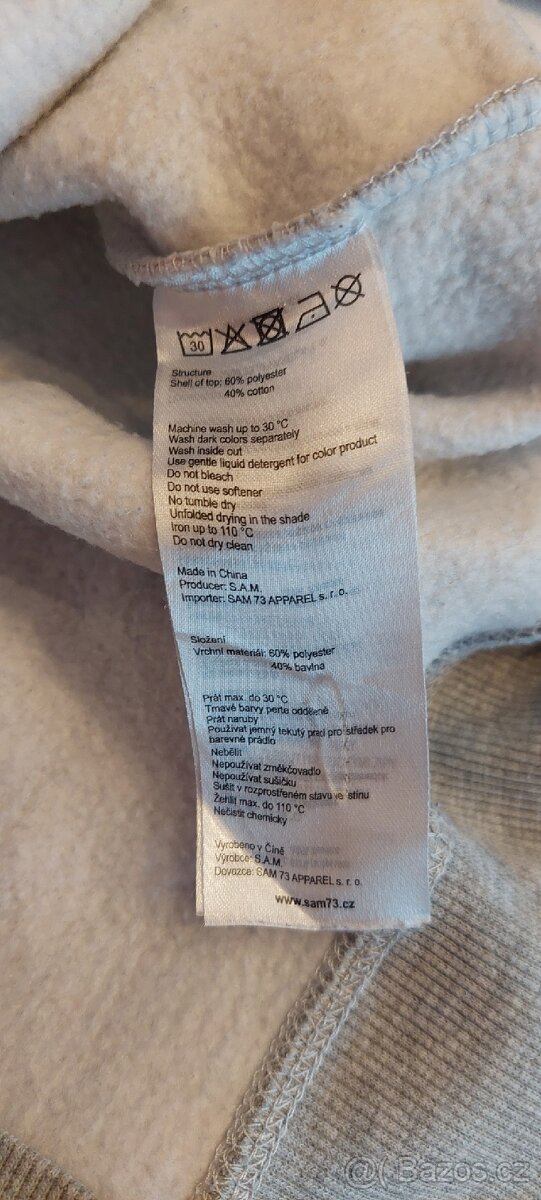 30
Structure
Shell of top: 60% polyester
40% cotton
Machine wash up to 30 °C
Wash dark colors separately
Wash inside out
Use gentle liquid detergent for color product
Do not bleach
Do not use softener
No tumble dry
Unfolded drying in the shade
Iron up to 110 °C
Do not dry clean
Made in China
Producer: S.A.M.
Importer: SAM 73 APPAREL s. r. o.
Složení
Vrchní materiál: 60% polyester
40% bavlna
Prát max. do 30 °C
Tmavé barvy perte odděleně
Prát naruby
Používat jemný tekutý prací prostředek pro
barevné prádlo
Nebělit
Nepoužívat změkčovadlo
Nepoužívat sušičku
Sušit v rozprostřeném stavu ve stínu
Žehlit max. do 110 °C
Nečistit chemicky
Vyrobeno v Číně
Výrobce: S.A.M.
Dovozce: SAM 73 APPAREL s. r. o.
www.sam73.cz
Bazos.cz